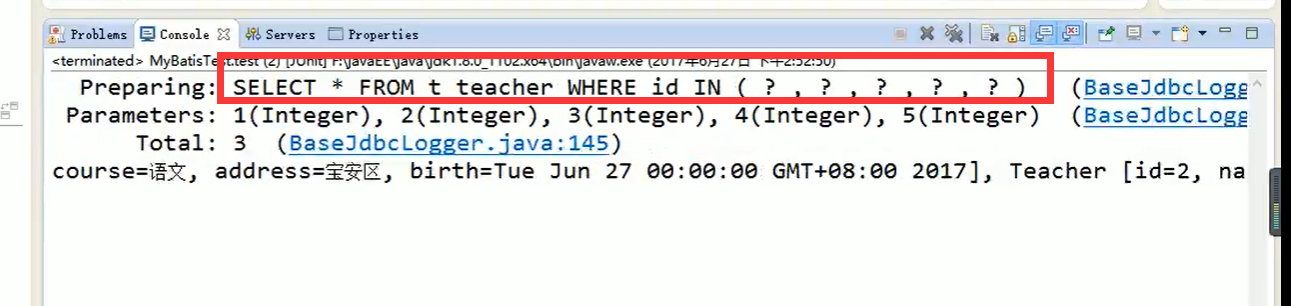 Problems Console Servers Properties
<terminated> MyBatisTest.test (2) [JUnit] F:\javaEE\java\jdk1.8.0_1102.x64\bin\javaw.exe (2017年6月27日 下午2:52:50)
Preparing: SELECT * FROM t teacher WHERE id IN ( ? , ? , ? , ? , ? ) (BaseJdbcLogge
Parameters: 1(Integer), 2(Integer), 3(Integer), 4(Integer), 5(Integer) (BaseJdbcLogg
Total: 3 (BaseJdbcLogger.java:145)
course=语文, address=宝安区, birth=Tue Jun 27 00:00:00 GMT+08:00 2017], Teacher [id=2, na